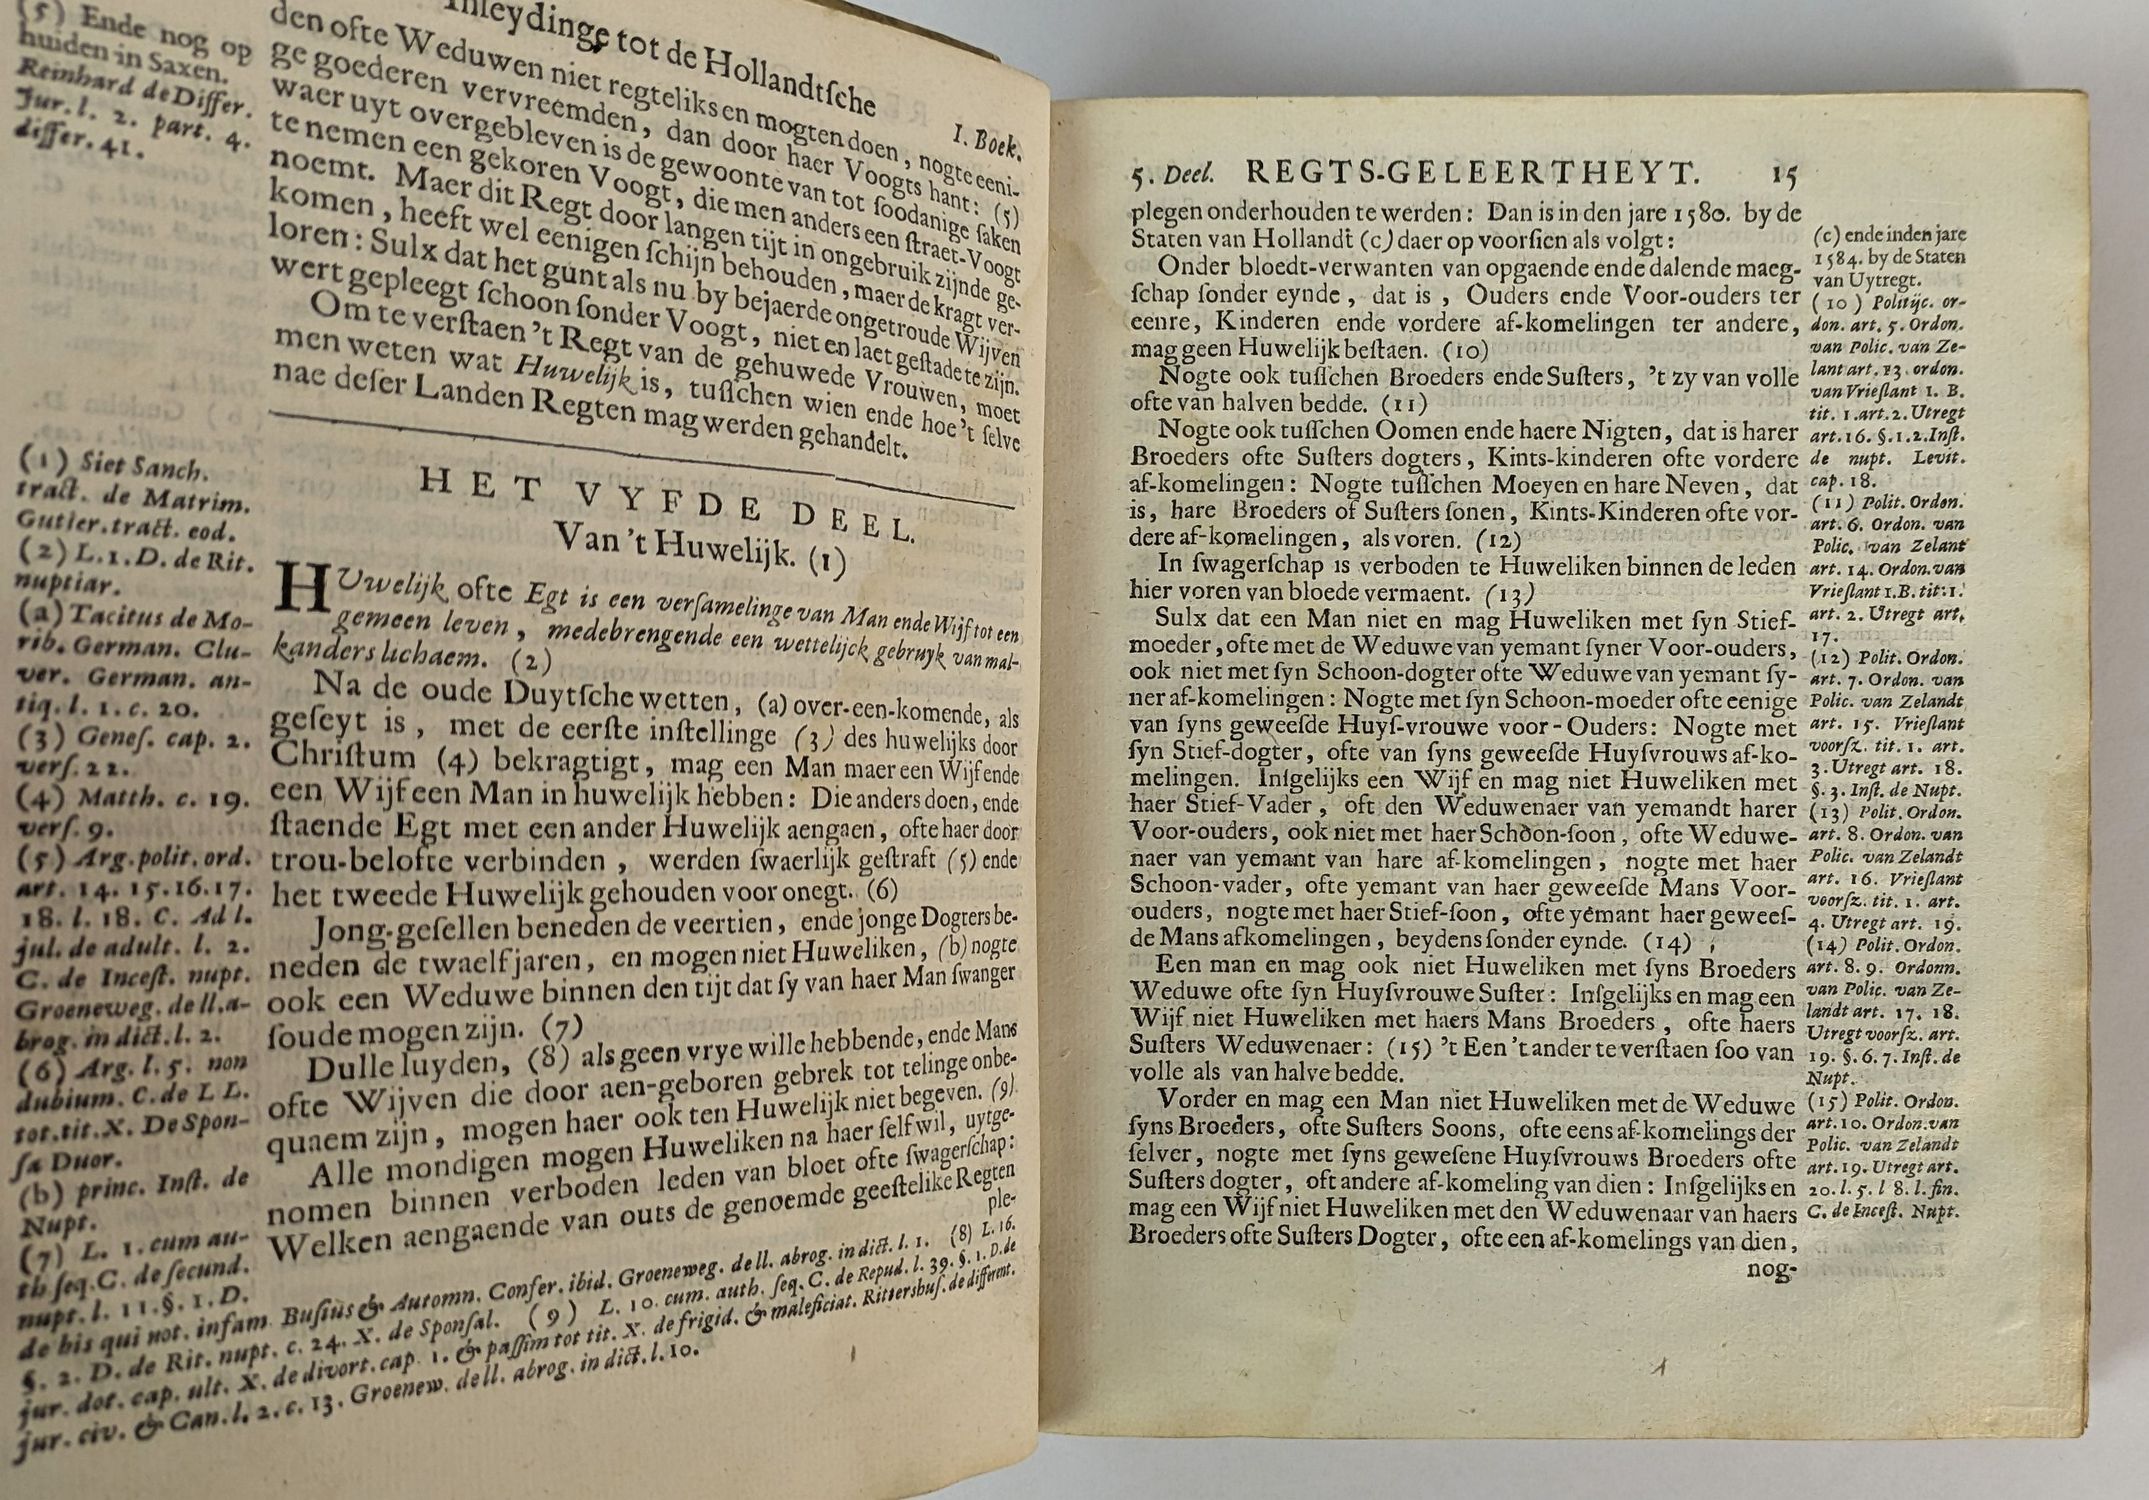 Inleydinge tot de Hollandtſche
I. Boek.
(5) Ende nog op
huiden in Saxen.
Reinhard de Differ.
Jur. l. 2. part. 4.
differ. 41.
den ofte Weduwen niet regteliks en mogten doen, nogte eeni-
ge goederen vervreemden, dan door haer Voogts hant: (5)
waer uyt overgebleven is de gewoonte van tot ſoodanige ſaken
te nemen een gekoren Voogt, die men anders een ſtraet-Voogt
noemt. Maer dit Regt door langen tijt in ongebruik zijnde ge-
komen, heeft wel eenigen ſchijn behouden, maer de kragt ver-
loren: Sulx dat het gunt als nu by bejaerde ongetroude Wijven
wert gepleegt ſchoon ſonder Voogt, niet en laet geſtade te zijn.
Om te verſtaen 't Regt van de gehuwede Vrouwen, moet
men weten wat Huwelijk is, tuſſchen wien ende hoe 't ſelve
nae deſer Landen Regten mag werden gehandelt.
HET VYFDE DEEL.
Van 't Huwelijk. (1)
HUwelijk ofte Egt is een verſamelinge van Man ende Wijf tot een
gemeen leven, medebrengende een wettelijck gebruyk van mal-
kanders lichaem. (2)
Na de oude Duytſche wetten, (a) over-een-komende, als
geſeyt is, met de eerſte inſtellinge (3) des huwelijks door
Chriſtum (4) bekragtigt, mag een Man maer een Wijf ende
een Wijf een Man in huwelijk hebben: Die anders doen, ende
ſtaende Egt met een ander Huwelijk aengaen, ofte haer door
trou-belofte verbinden, werden ſwaerlijk geſtraft (5) ende
het tweede Huwelijk gehouden voor onegt. (6)
Jong-geſellen beneden de veertien, ende jonge Dogters be-
neden de twaelf jaren, en mogen niet Huweliken, (b) nogte
ook een Weduwe binnen den tijt dat ſy van haer Man ſwanger
ſoude mogen zijn. (7)
Dulle luyden, (8) als geen vrye wille hebbende, ende Mans
ofte Wijven die door aen-geboren gebrek tot telinge onbe-
quaem zijn, mogen haer ook ten Huwelijk niet begeven. (9)
Alle mondigen mogen Huweliken na haer ſelf wil, uytge-
nomen binnen verboden leden van bloet ofte ſwagerſchap:
Welken aengaende van outs de genoemde geeſtelike Regten
ple-
(1) Siet Sanch.
tract. de Matrim.
Gutier. tract. eod.
(2) L. 1. D. de Rit.
nuptiar.
(a) Tacitus de Mo-
rib. German. Clu-
ver. German. an-
tiq. l. 1. c. 20.
(3) Geneſ. cap. 2.
verſ. 22.
(4) Matth. c. 19.
verſ. 9.
(5) Arg. polit. ord.
art. 14. 15. 16. 17.
18. l. 18. C. Ad l.
jul. de adult. l. 2.
C. de Inceſt. nupt.
Groeneweg. de ll. a-
brog. in dict. l. 2.
(6) Arg. l. 5. non
dubium. C. de L L.
tot. tit. X. De Spon-
ſa Duor.
(b) princ. Inſt. de
Nupt.
(7) L. 1. cum au-
th ſeq. C. de ſecund.
nupt. l. 11. §. 1. D.
de bis qui not. infam. Buſius & Automn. Confer. ibid. Groeneweg. de ll. abrog. in dict. l. 1. (8) L. 16.
§. 2. D. de Rit. nupt. c. 24. X. de Sponſal. (9) L. 10. cum. auth. ſeq. C. de Repud. l. 39. §. 1. D. de
jur. dot. cap. ult. X. de divort. cap 1. & paſſim tot tit. X. de frigid. & maleficiat. Rittershuſ. de different.
jur. civ. & Can. l. 2. c. 13. Groenew. de ll. abrog. in dict. l. 10.
5. Deel. REGTS-GELEERTHEYT. 15
plegen onderhouden te werden: Dan is in den jare 1580. by de
Staten van Hollandt (c) daer op voorſien als volgt:
Onder bloedt-verwanten van opgaende ende dalende maeg-
ſchap ſonder eynde, dat is, Ouders ende Voor-ouders ter
eenre, Kinderen ende vordere af-komelingen ter andere,
mag geen Huwelijk beſtaen. (10)
Nogte ook tuſſchen Broeders ende Suſters, 't zy van volle
ofte van halven bedde. (11)
Nogte ook tuſſchen Oomen ende haere Nigten, dat is harer
Broeders ofte Suſters dogters, Kints-kinderen ofte vordere
af-komelingen: Nogte tuſſchen Moeyen en hare Neven, dat
is, hare Broeders of Suſters ſonen, Kints-Kinderen ofte vor-
dere af-komelingen, als voren. (12)
In ſwagerſchap is verboden te Huweliken binnen de leden
hier voren van bloede vermaent. (13)
Sulx dat een Man niet en mag Huweliken met ſyn Stief-
moeder, ofte met de Weduwe van yemant ſyner Voor-ouders,
ook niet met ſyn Schoon-dogter ofte Weduwe van yemant ſy-
ner af-komelingen: Nogte met ſyn Schoon-moeder ofte eenige
van ſyns geweeſde Huyſ-vrouwe voor-Ouders: Nogte met
ſyn Stief-dogter, ofte van ſyns geweeſde Huyſvrouws af-ko-
melingen. Inſgelijks een Wijf en mag niet Huweliken met
haer Stief-Vader, oft den Weduwenaer van yemandt harer
Voor-ouders, ook niet met haer Schoon-ſoon, ofte Weduwe-
naer van yemant van hare af-komelingen, nogte met haer
Schoon-vader, ofte yemant van haer geweeſde Mans Voor-
ouders, nogte met haer Stief-ſoon, ofte yemant haer geweeſ-
de Mans afkomelingen, beydens ſonder eynde. (14)
Een man en mag ook niet Huweliken met ſyns Broeders
Weduwe ofte ſyn Huyſvrouwe Suſter: Inſgelijks en mag een
Wijf niet Huweliken met haers Mans Broeders, ofte haers
Suſters Weduwenaer: (15) 't Een 't ander te verſtaen ſoo van
volle als van halve bedde.
Vorder en mag een Man niet Huweliken met de Weduwe
ſyns Broeders, ofte Suſters Soons, ofte eens af-komelings der
ſelver, nogte met ſyns geweſene Huyſvrouws Broeders ofte
Suſters dogter, oft andere af-komeling van dien: Inſgelijks en
mag een Wijf niet Huweliken met den Weduwenaar van haers
Broeders ofte Suſters Dogter, ofte een af-komelings van dien,
nog-
(c) ende inden jare
1584. by de Staten
van Uytregt.
(10) Politijc. or-
don. art. 5. Ordon.
van Polic. van Ze-
lant art. 13. ordon.
van Vrieſlant 1. B.
tit. 1. art. 2. Utregt
art. 16. §. 1. 2. Inſt.
de nupt. Levit.
cap. 18.
(11) Polit. Orden.
art. 6. Ordon. van
Polic. van Zelant
art. 14. Ordon. van
Vrieſlant 1. B. tit: 1.
art. 2. Utregt art.
17.
(12) Polit. Ordon.
art. 7. Ordon. van
Polic. van Zelandt
art. 15. Vrieſlant
voorſz. tit. 1. art.
3. Utregt art. 18.
§. 3. Inſt. de Nupt.
(13) Polit. Ordon.
art. 8. Ordon. van
Polic. van Zelandt
art. 16. Vrieſlant
voorſz. tit. 1. art.
4. Utregt art. 19.
(14) Polit. Ordon.
art. 8. 9. Ordonn.
van Polic. van Ze-
landt art. 17. 18.
Utregt voorſz. art.
19. §. 6. 7. Inſt. de
Nupt.
(15) Polit. Ordon.
art. 10. Ordon. van
Polic. van Zelandt
art. 19. Utregt art.
20. l. 5. l 8. l. fin.
C. de Inceſt. Nupt.